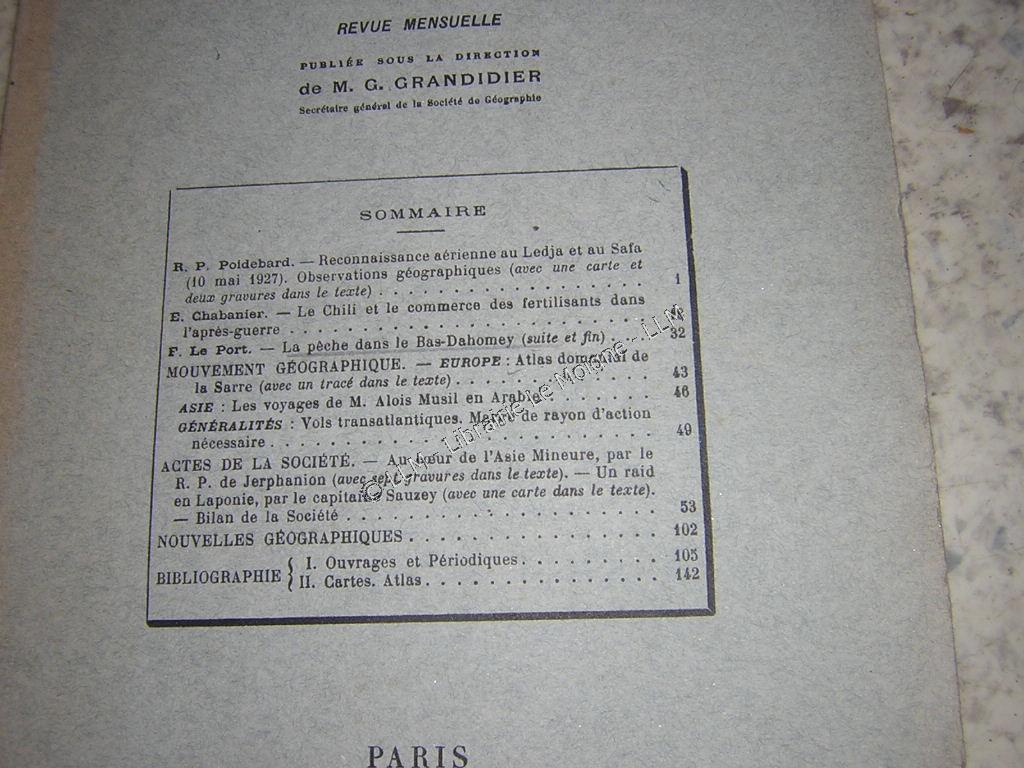 REVUE MENSUELLE
PUBLIÉE SOUS LA DIRECTION
de M. G. GRANDIDIER
Secrétaire général de la Société de Géographie
SOMMAIRE
R. P. Poidebard. — Reconnaissance aérienne au Ledja et au Safa
(10 mai 1927). Observations géographiques (avec une carte et
deux gravures dans le texte) . . . . . . . . . . . . . . . . . . 1
E. Chabanier. — Le Chili et le commerce des fertilisants dans
l'après-guerre . . . . . . . . . . . . . . . . . . . . . . .
F. Le Port. — La pêche dans le Bas-Dahomey (suite et fin) . . . 32
MOUVEMENT GÉOGRAPHIQUE. — EUROPE : Atlas domanial de
la Sarre (avec un tracé dans le texte) . . . . . . . . . . . . 43
ASIE : Les voyages de M. Alois Musil en Arabie . . . . . . . 46
GÉNÉRALITÉS : Vols transatlantiques. Mètre de rayon d'action
nécessaire . . . . . . . . . . . . . . . . . . . . . . . . 49
ACTES DE LA SOCIÉTÉ. — Au cœur de l'Asie Mineure, par le
R. P. de Jerphanion (avec sept gravures dans le texte). — Un raid
en Laponie, par le capitaine Sauzey (avec une carte dans le texte).
— Bilan de la Société . . . . . . . . . . . . . . . . . . . 53
NOUVELLES GÉOGRAPHIQUES . . . . . . . . . . . . . . . . 102
BIBLIOGRAPHIE { I. Ouvrages et Périodiques . . . . . . . . . 105
II. Cartes. Atlas . . . . . . . . . . . . . . . 142
PARIS
© LLM - Librairie Le Moigne - LLM